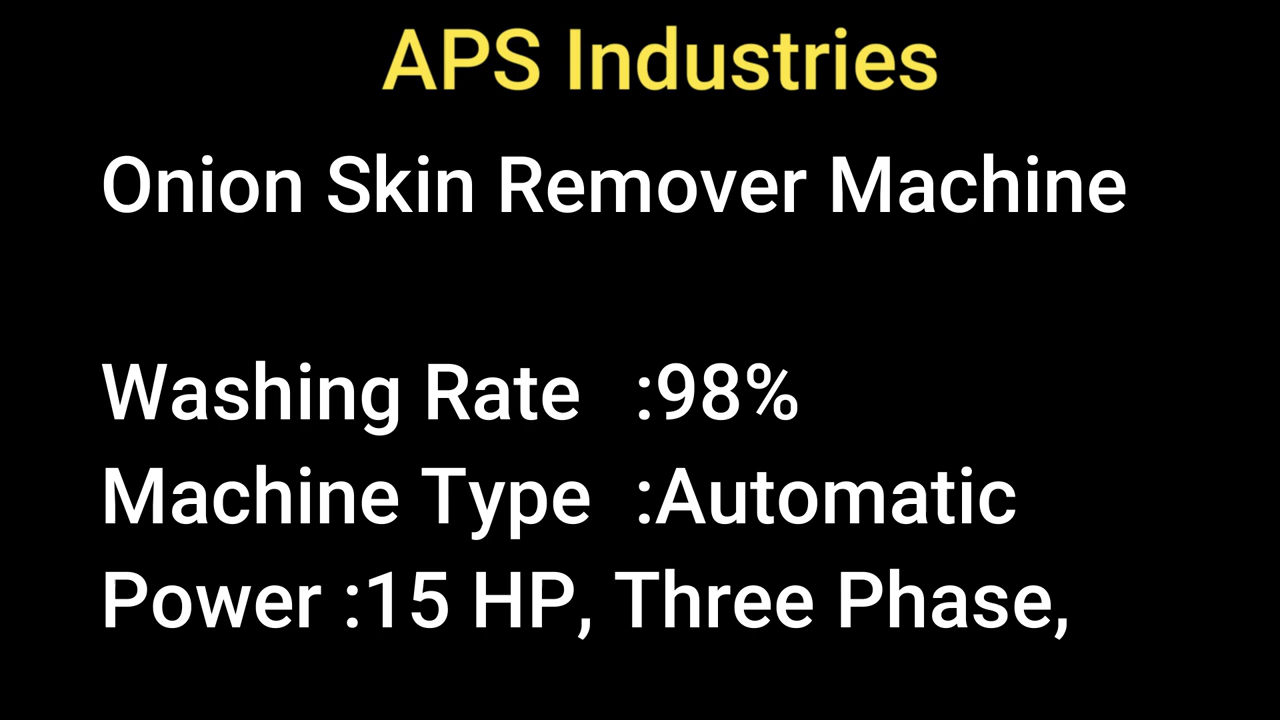 APS Industries
Onion Skin Remover Machine
Washing Rate :98%
Machine Type :Automatic
Power :15 HP, Three Phase,